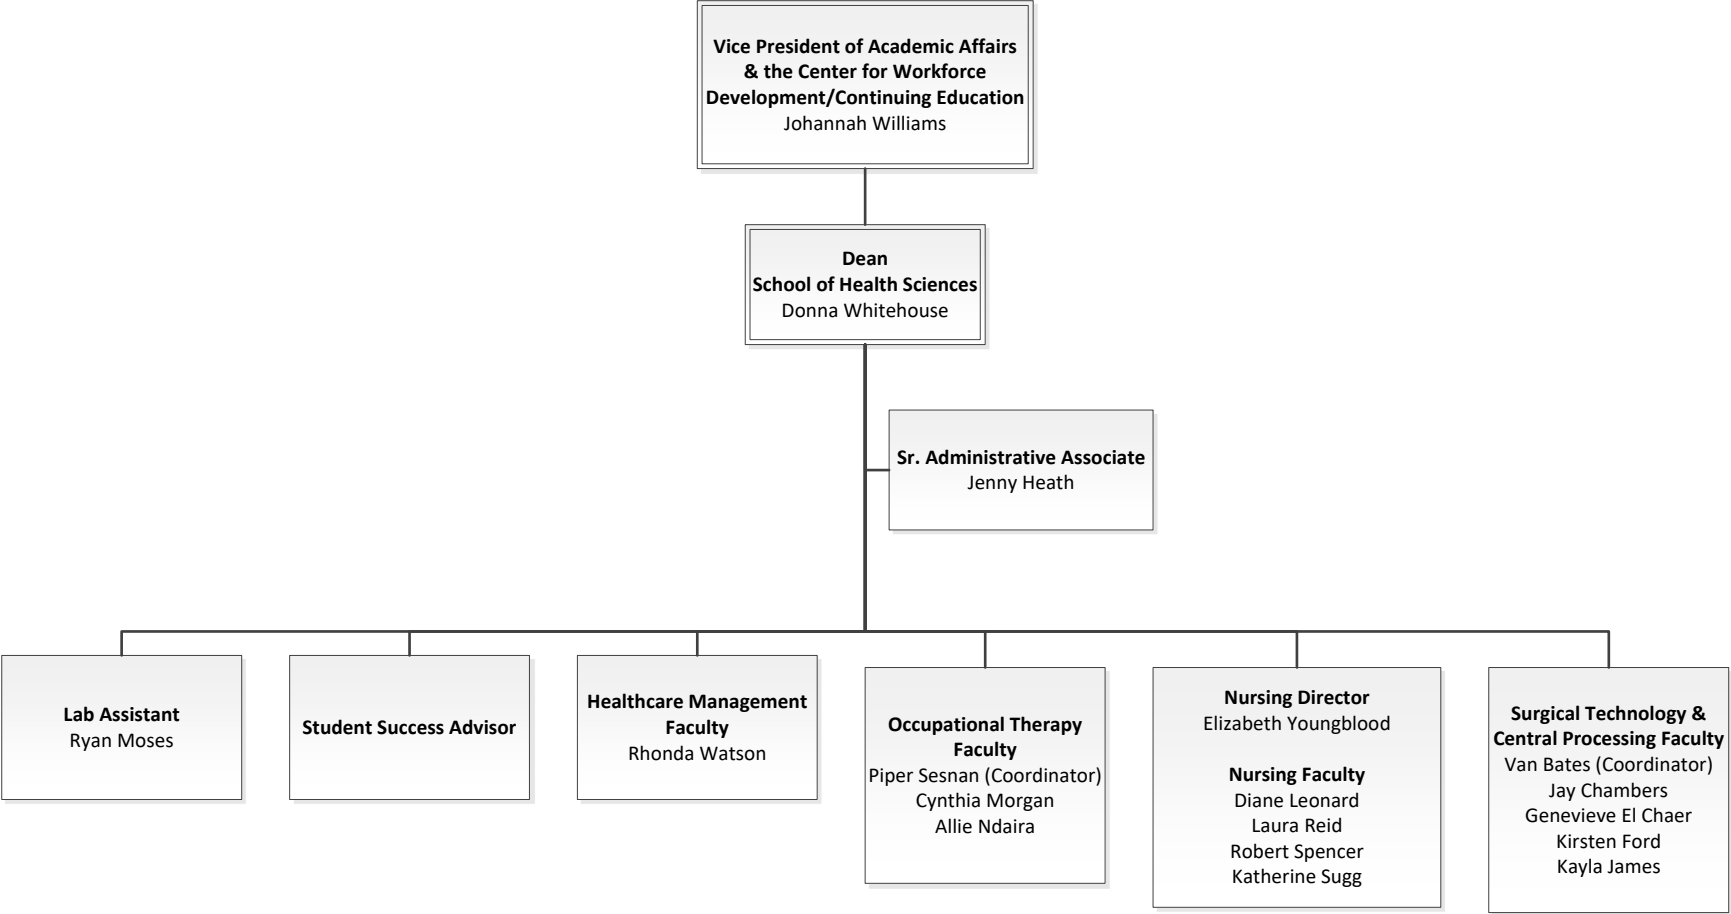 Vice President of Academic Affairs
& the Center for Workforce
Development/Continuing Education
Johannah Williams
Dean
School of Health Sciences
Donna Whitehouse
Sr. Administrative Associate
Jenny Heath
Lab Assistant
Ryan Moses
Student Success Advisor
Healthcare Management
Faculty
Rhonda Watson
Occupational Therapy
Faculty
Piper Sesnan (Coordinator)
Cynthia Morgan
Allie Ndaira
Nursing Director
Elizabeth Youngblood
Nursing Faculty
Diane Leonard
Laura Reid
Robert Spencer
Katherine Sugg
Surgical Technology &
Central Processing Faculty
Van Bates (Coordinator)
Jay Chambers
Genevieve El Chaer
Kirsten Ford
Kayla James